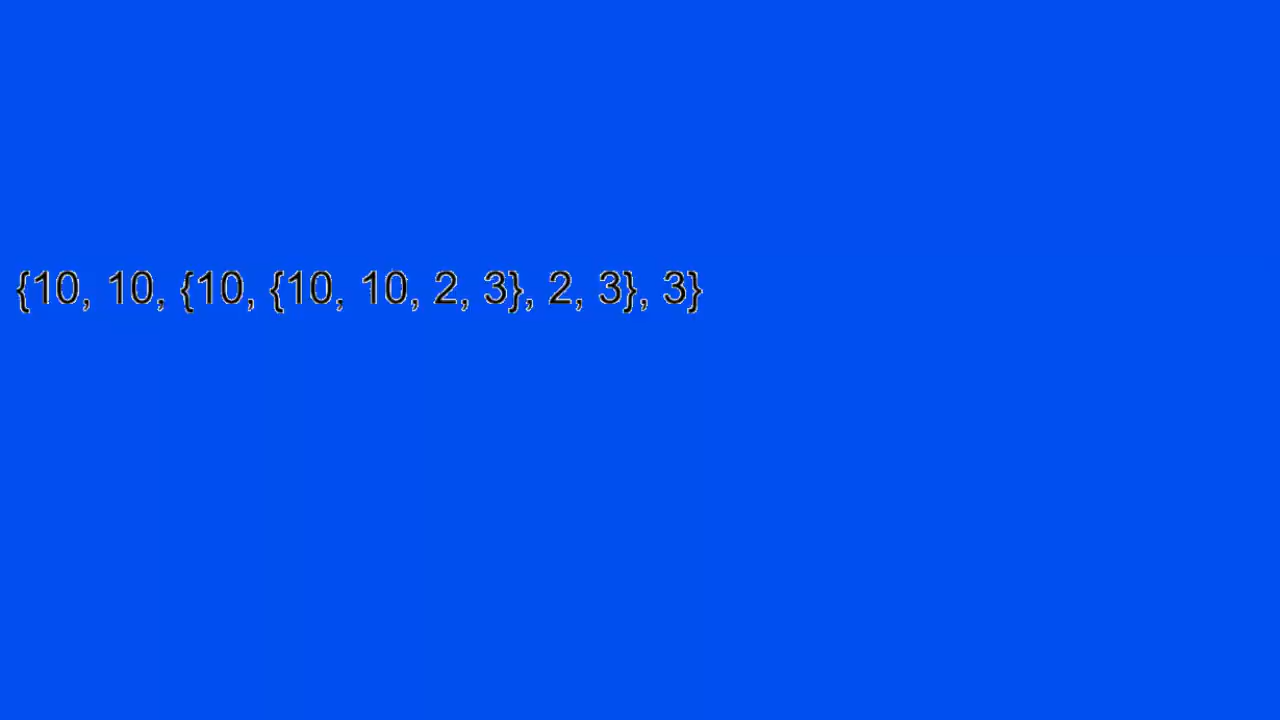 {10, 10, {10, {10, 10, 2, 3}, 2, 3}, 3}